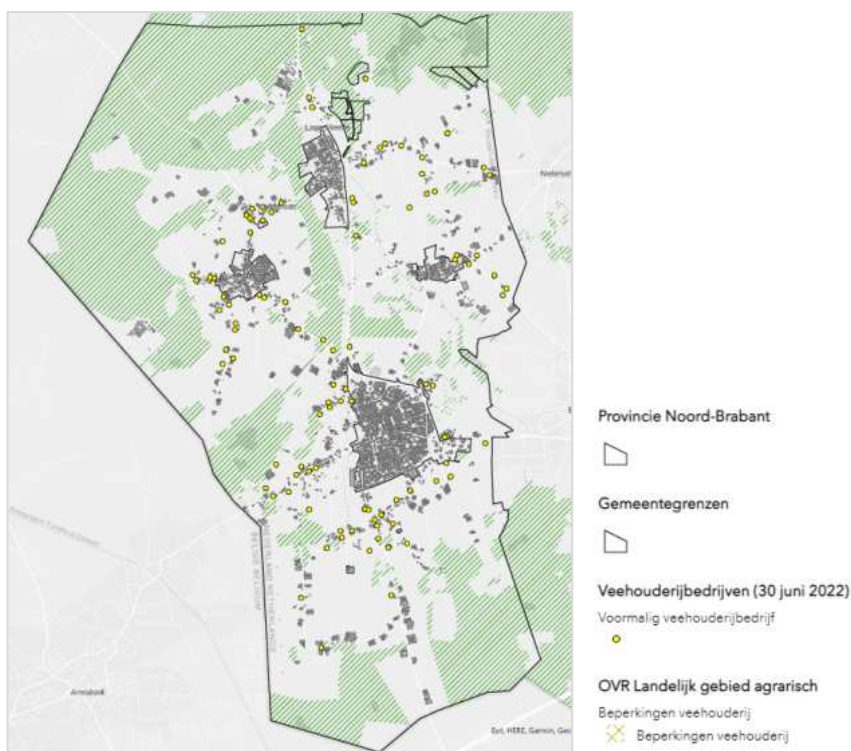 Provincie Noord-Brabant
Gemeentegrenzen
Veehouderijbedrijven (30 juni 2022)
Voormalig veehouderijbedrijf
OVR Landelijk gebied agrarisch
Beperkingen veehouderij
Beperkingen veehouderij
Arendonk